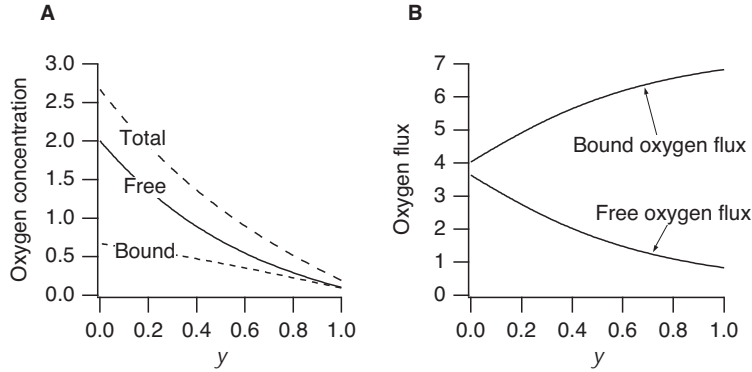 A
Oxygen concentration
3.0
2.5
2.0
1.5
1.0
0.5
0.0
Total
Free
Bound
0.0 0.2 0.4 0.6 0.8 1.0
y
B
Oxygen flux
7
6
5
4
3
2
1
0
Bound oxygen flux
Free oxygen flux
0.0 0.2 0.4 0.6 0.8 1.0
y